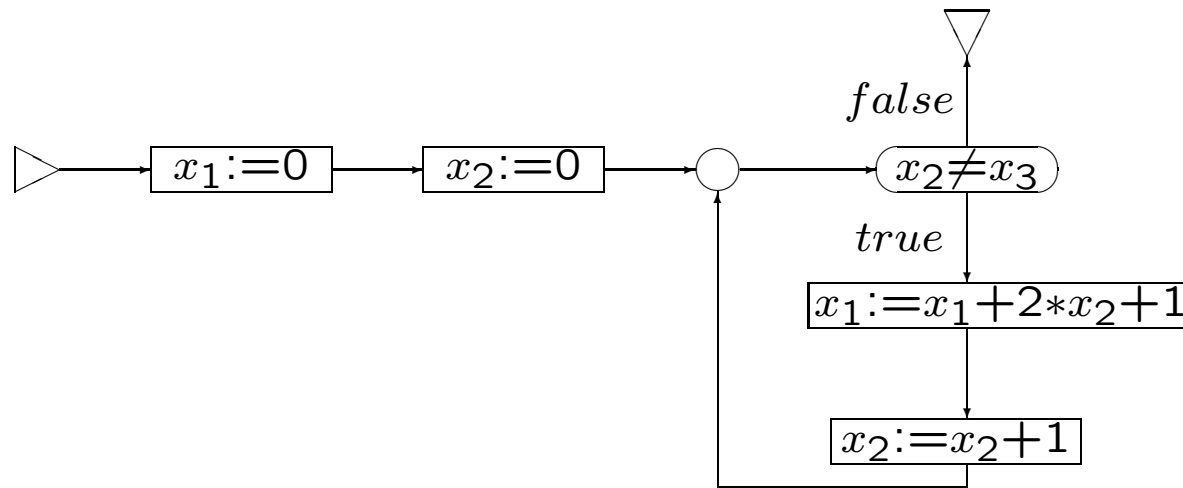 false
x₁:=0 x₂:=0 x₂≠x₃
true
x₁:=x₁+2*x₂+1
x₂:=x₂+1